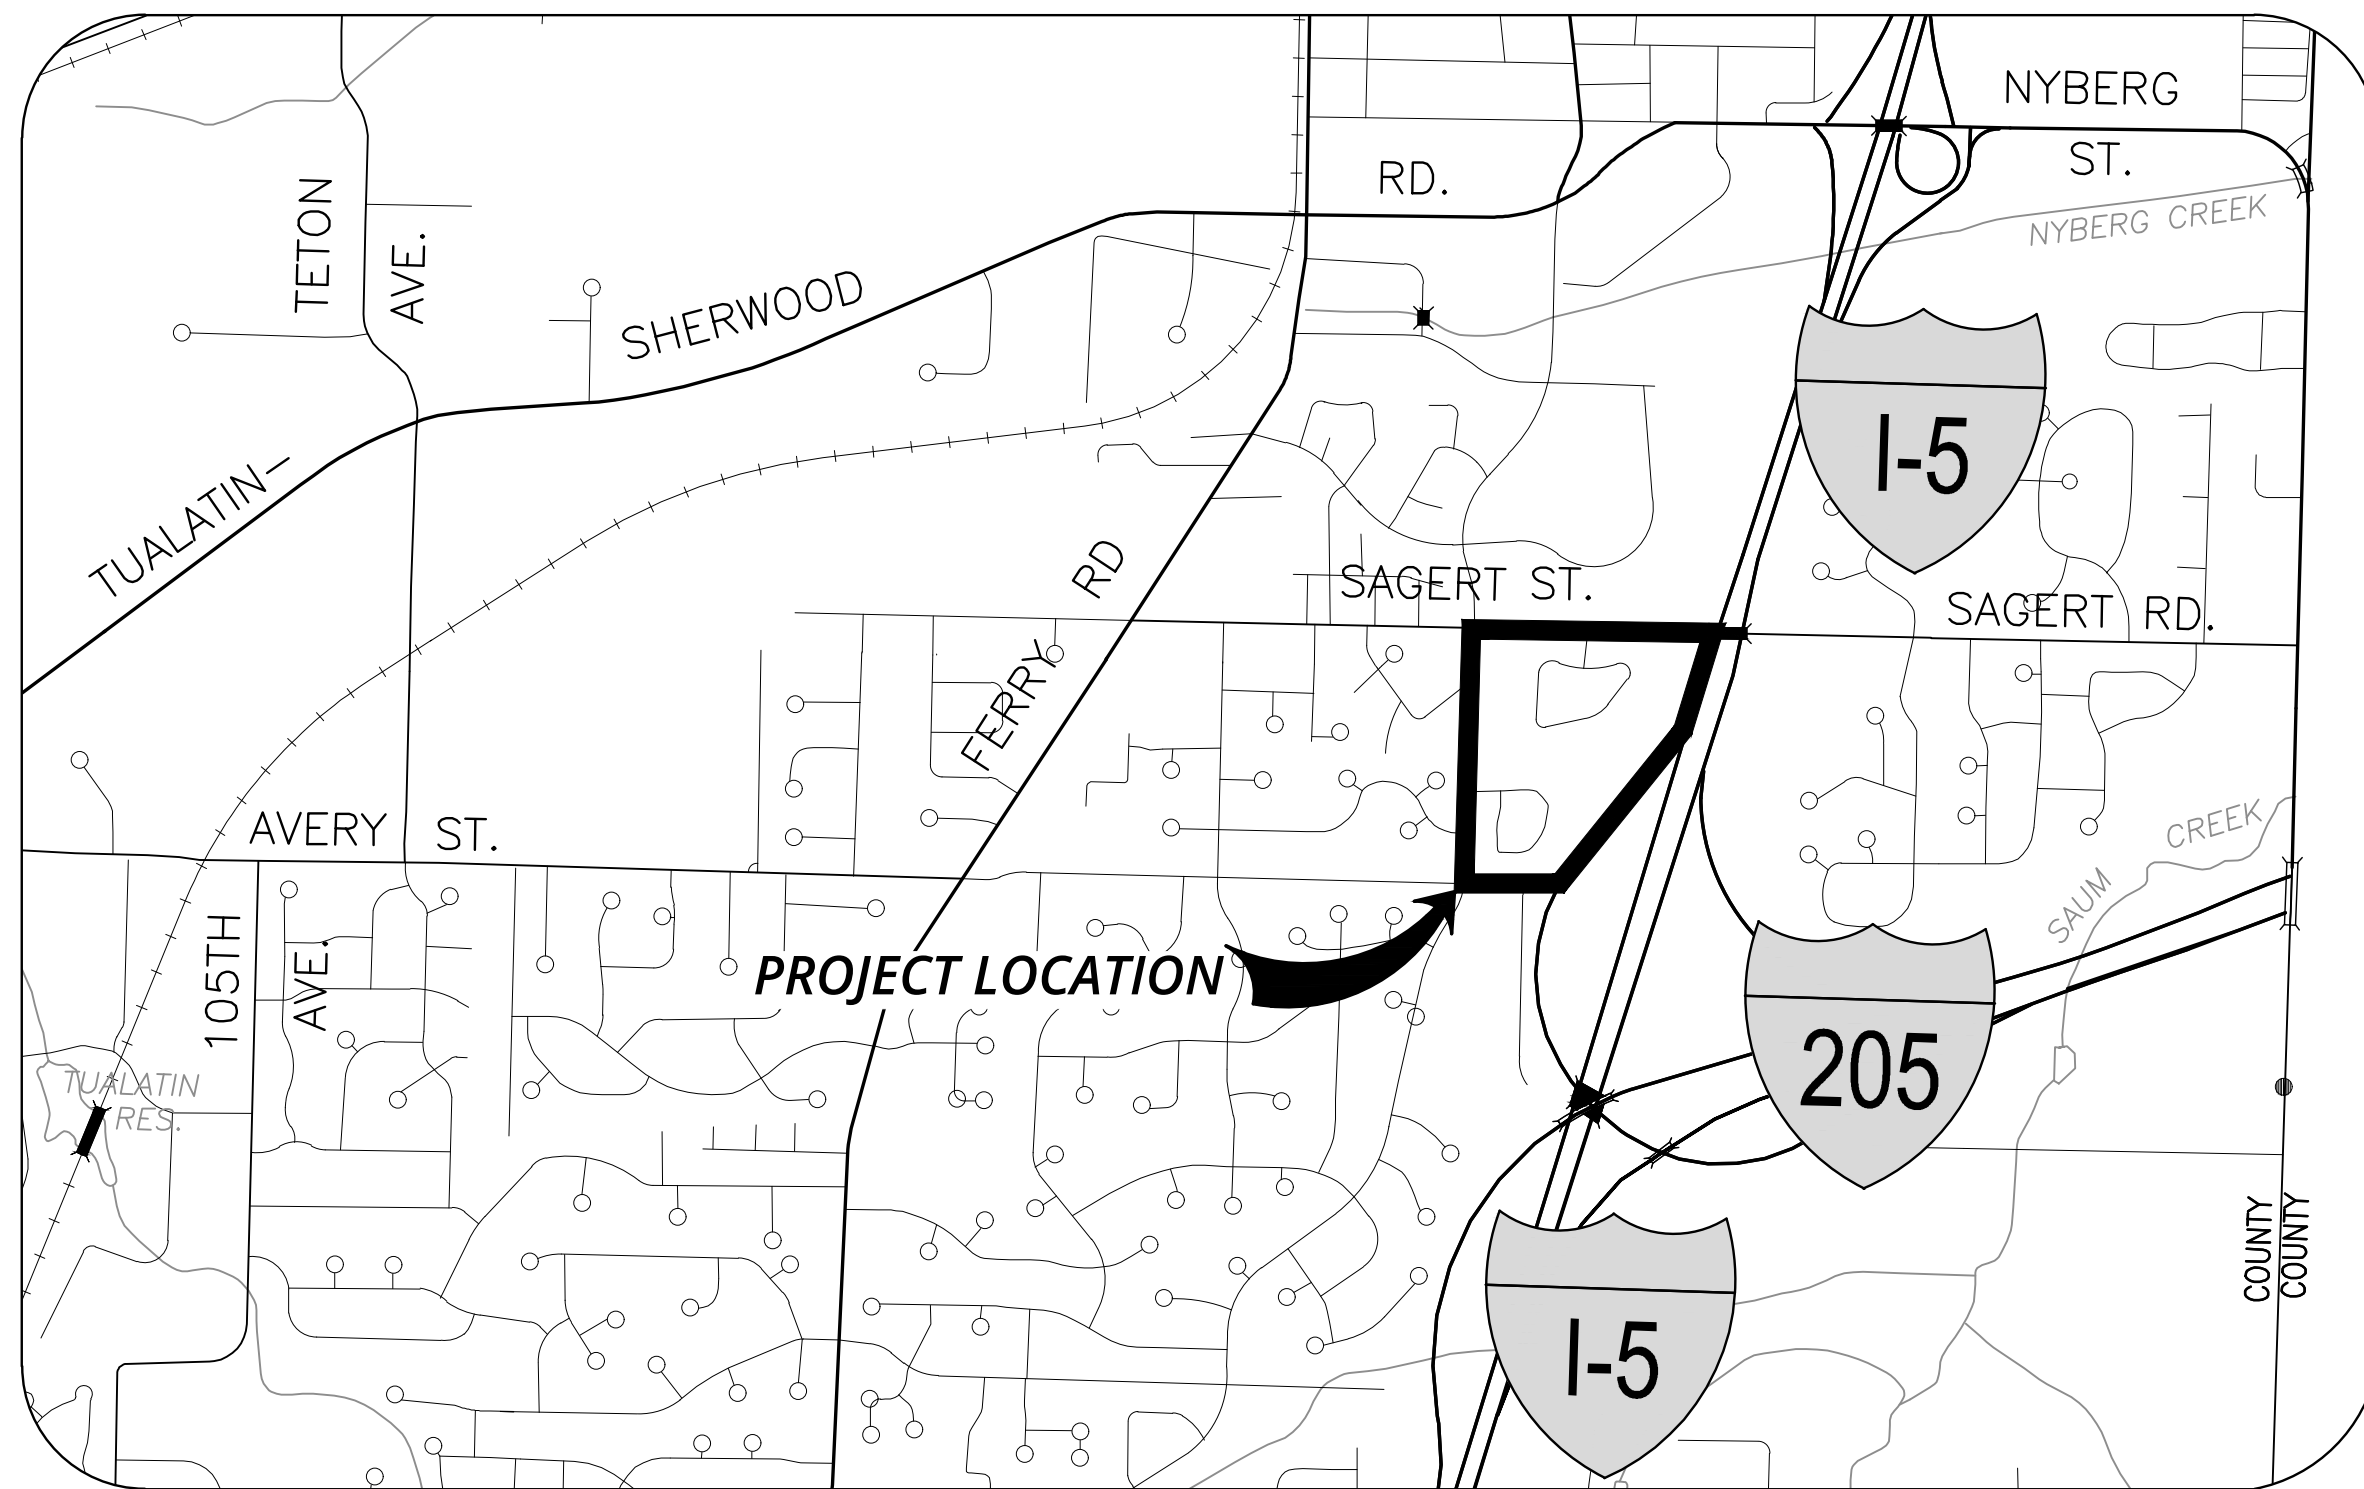 NYBERG
ST.
RD.
NYBERG CREEK
TETON
AVE.
SHERWOOD
TUALATIN–
I-5
RD
FERRY
SAGERT ST.
SAGERT RD.
AVERY ST.
CREEK
SAUM
105TH
AVE.
PROJECT LOCATION
205
TUALATIN
RES.
COUNTY
COUNTY
I-5